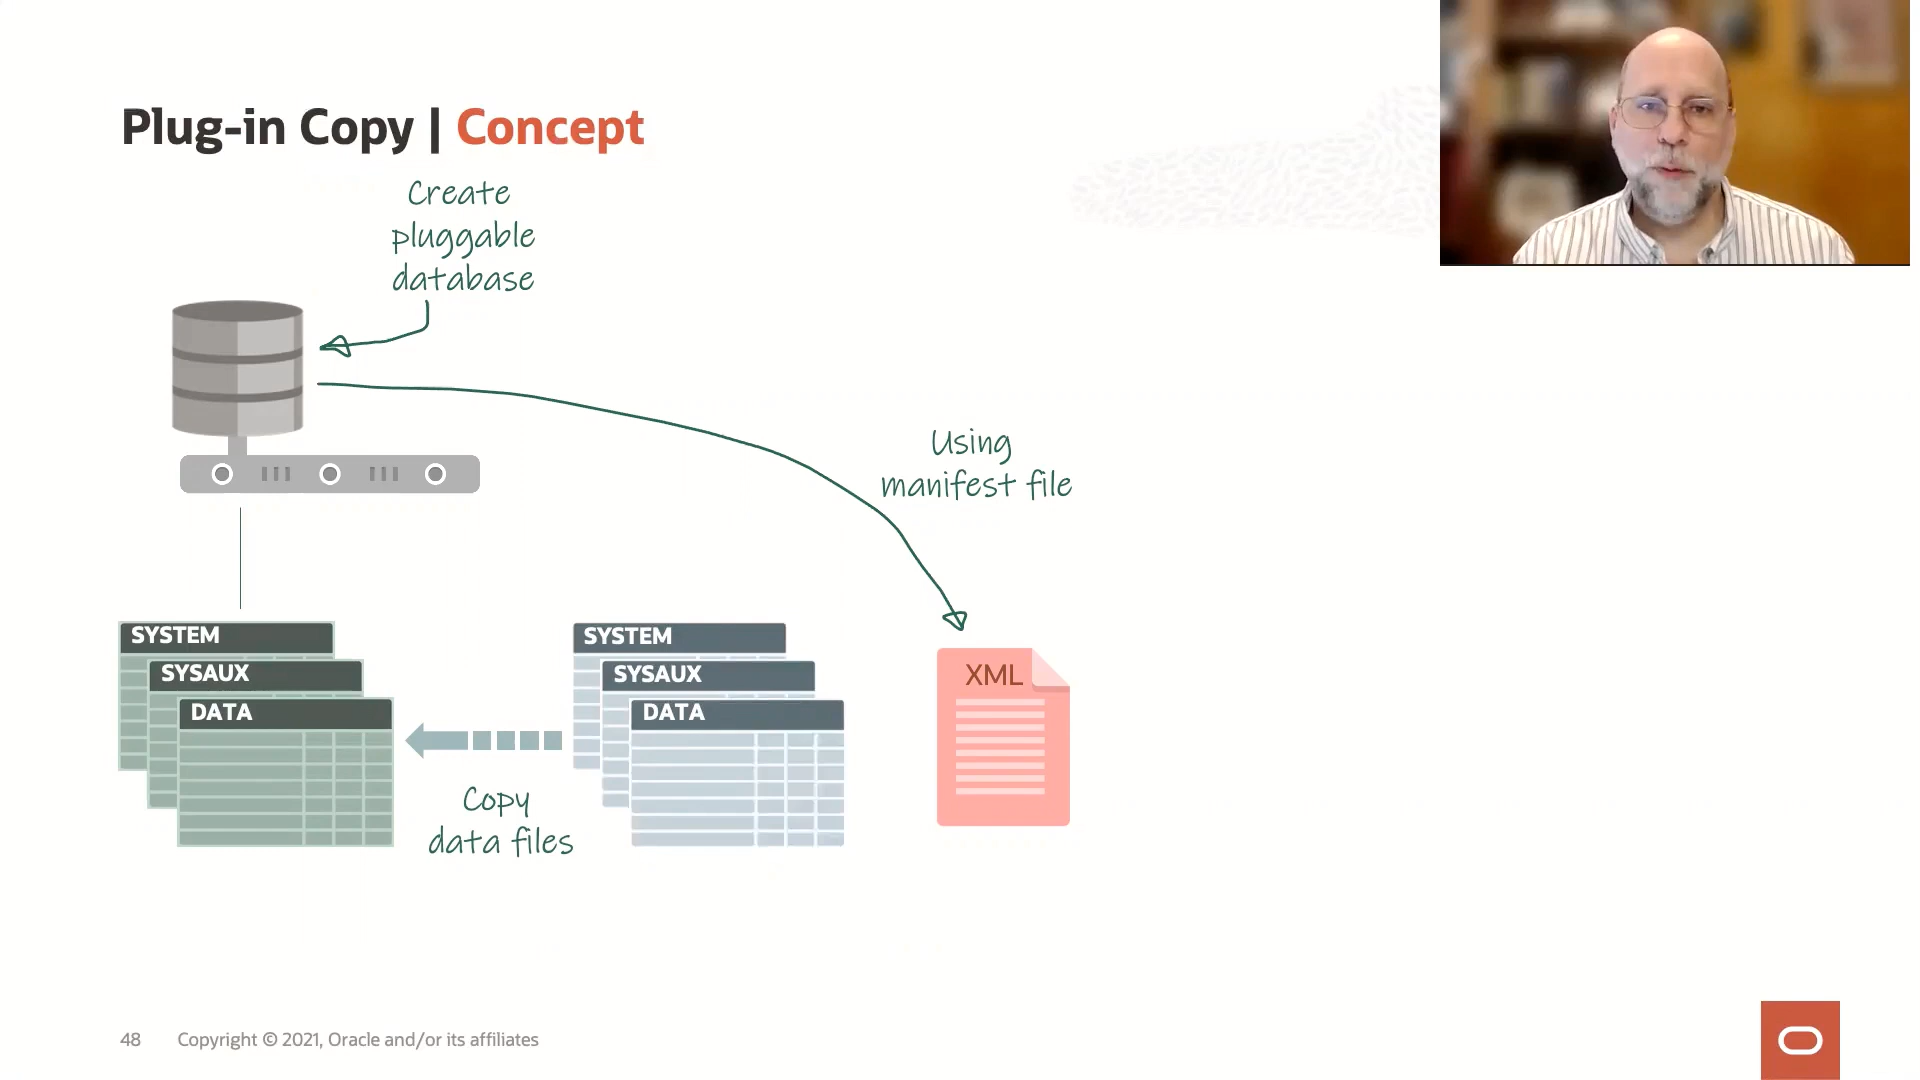 Plug-in Copy | Concept
Create
pluggable
database
Using
manifest file
SYSTEM
SYSAUX
DATA
SYSTEM
SYSAUX
DATA
XML
Copy
data files
48 Copyright © 2021, Oracle and/or its affiliates